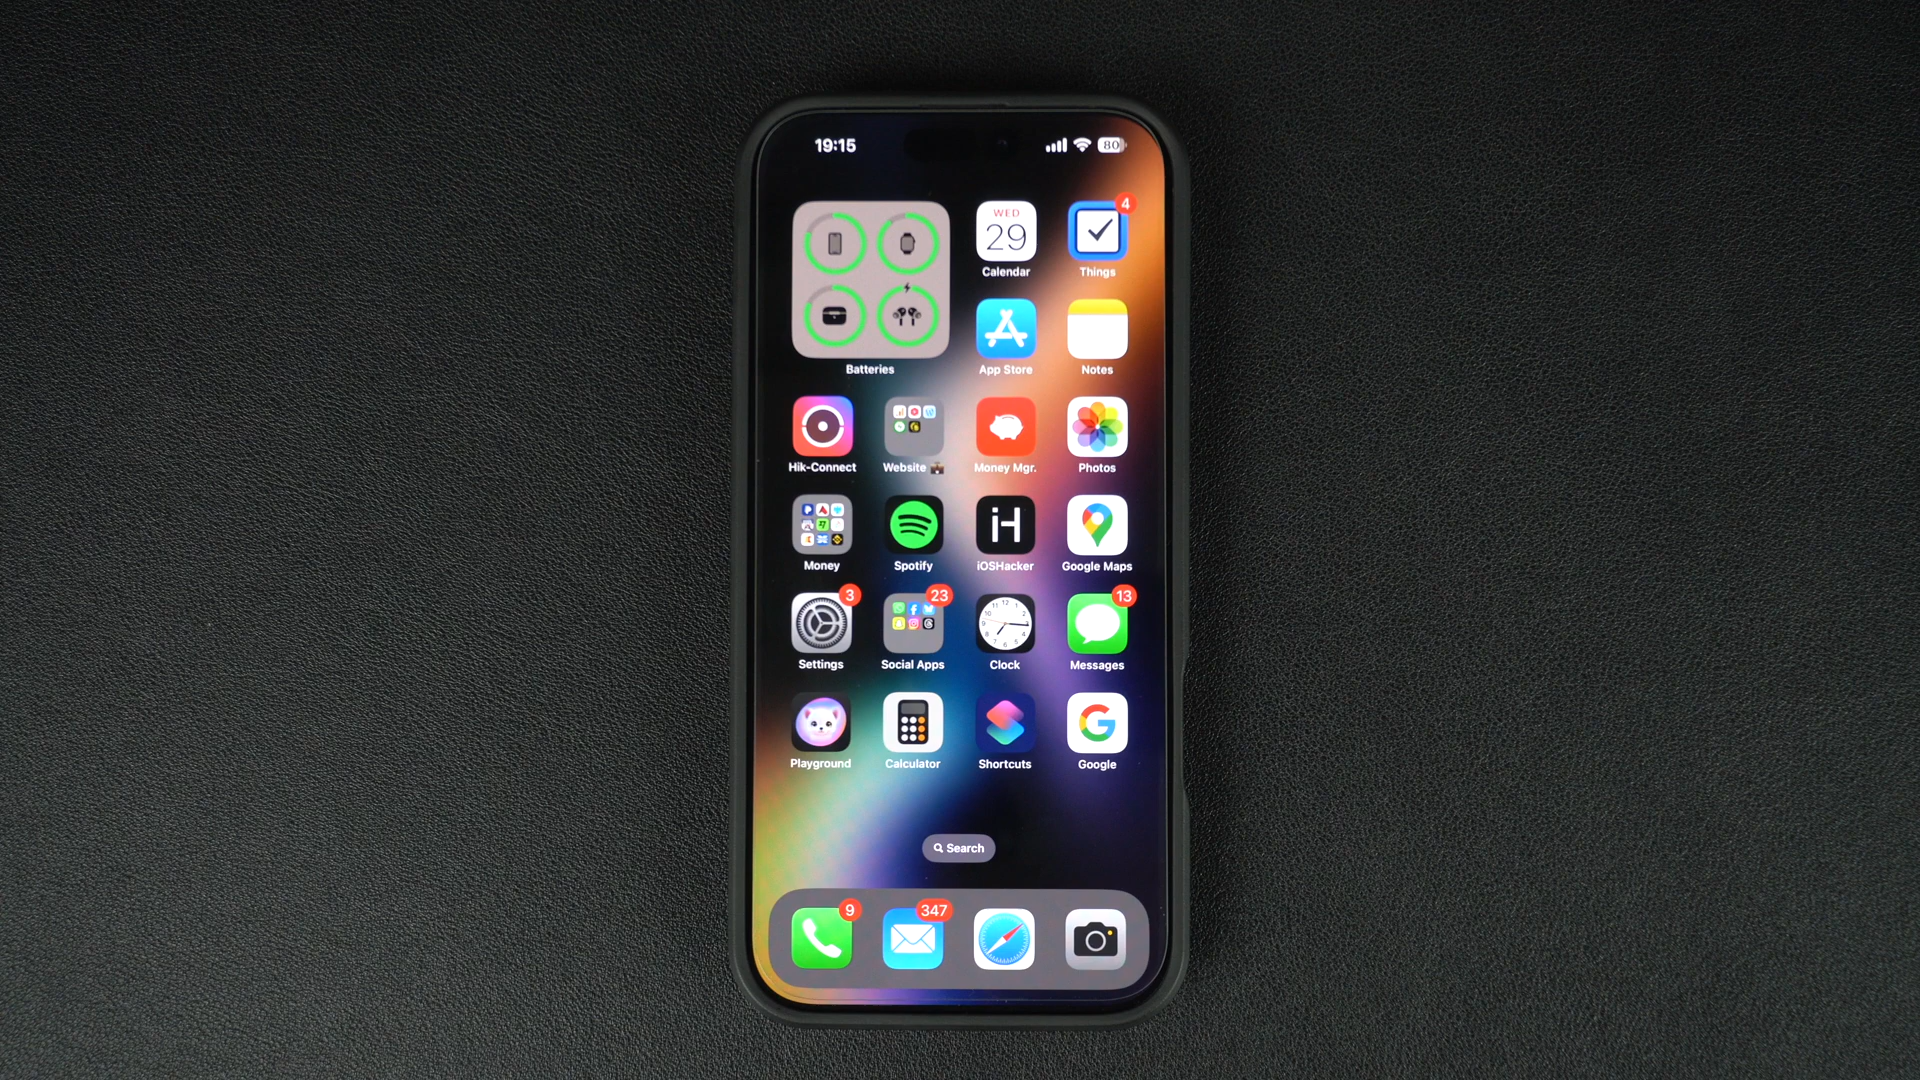 19:15
80
4
WED
29
Calendar
Things
Batteries
App Store
Notes
Hik-Connect
Website
Money Mgr.
Photos
iH
Money
Spotify
iOSHacker
Google Maps
3
23
13
Settings
Social Apps
Clock
Messages
G
Playground
Calculator
Shortcuts
Google
Search
9
347